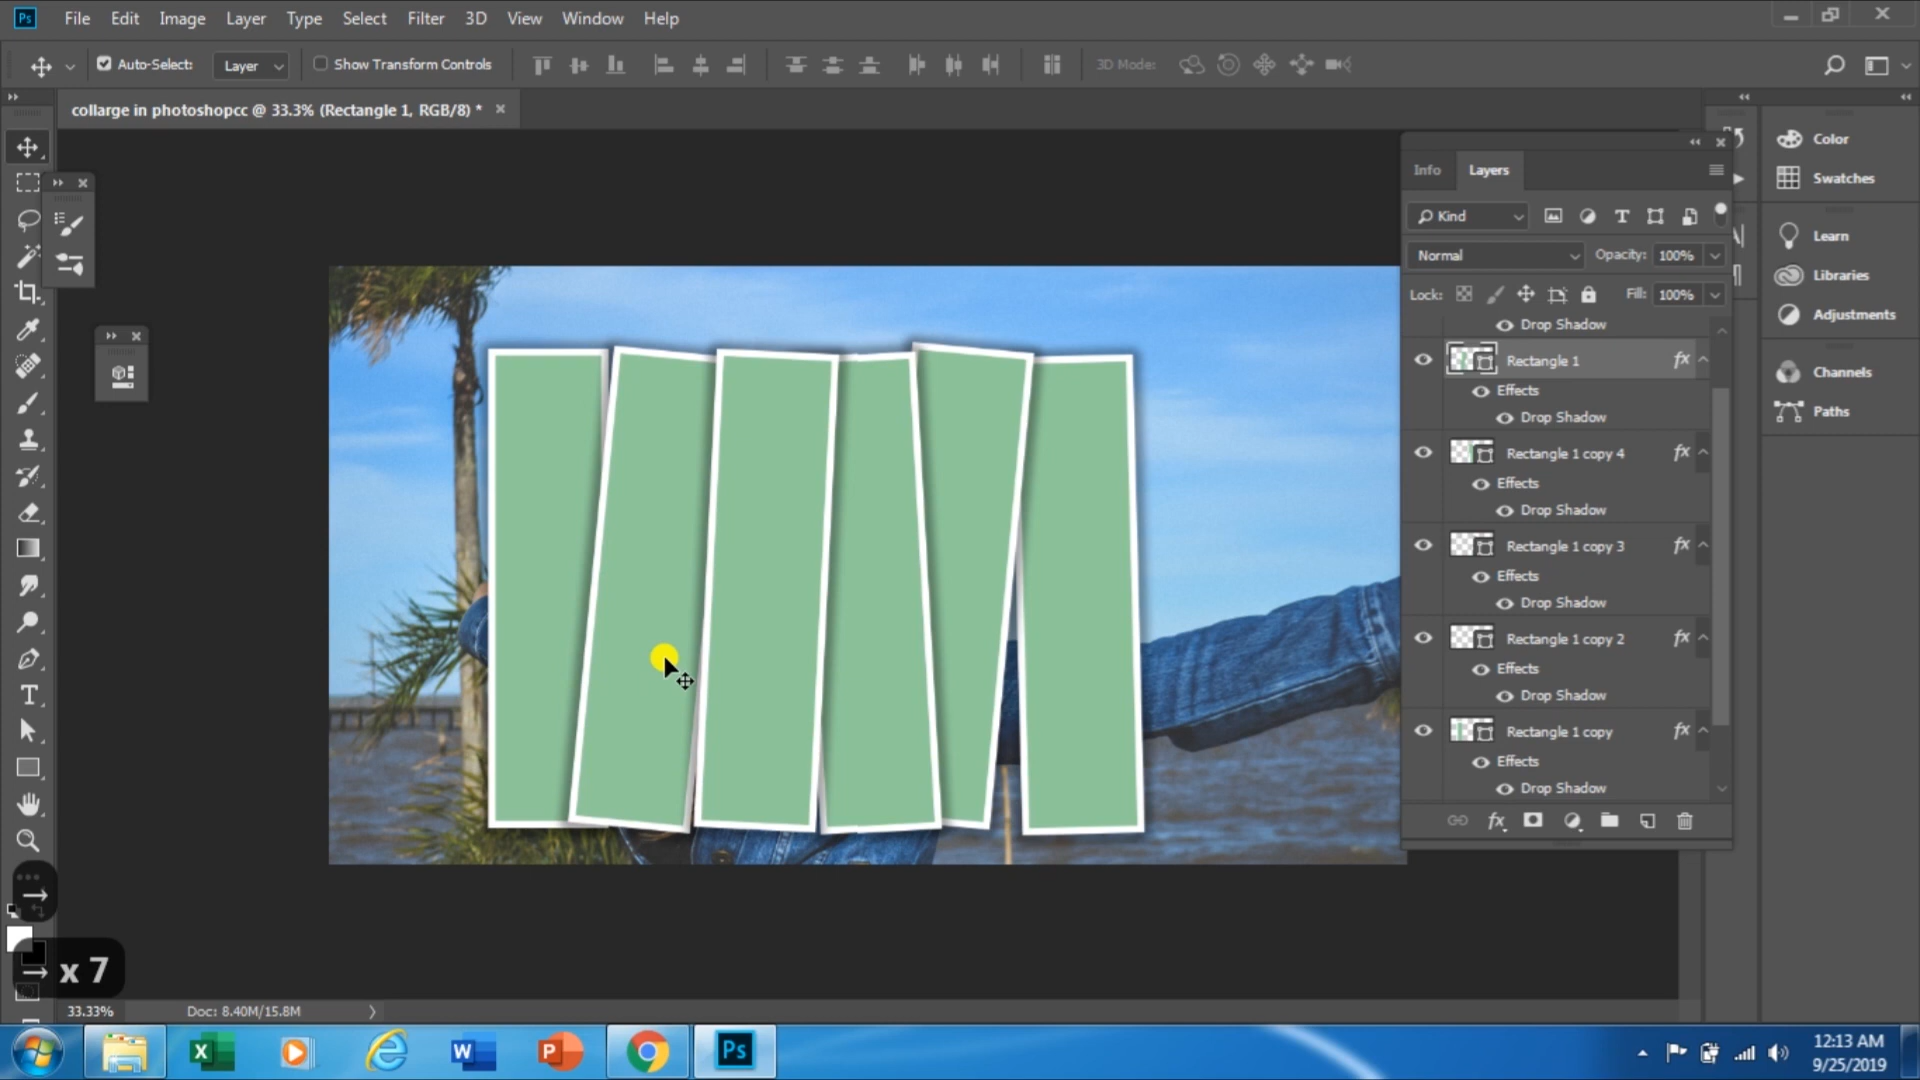 Ps File Edit Image Layer Type Select Filter 3D View Window Help
Auto-Select: Layer Show Transform Controls 3D Mode:
collarge in photoshopcc @ 33.3% (Rectangle 1, RGB/8) *
Color
Swatches
Learn
Libraries
Adjustments
Channels
Paths
Info Layers
Kind
Normal Opacity: 100%
Lock: Fill: 100%
Drop Shadow
Rectangle 1 fx
Effects
Drop Shadow
Rectangle 1 copy 4 fx
Effects
Drop Shadow
Rectangle 1 copy 3 fx
Effects
Drop Shadow
Rectangle 1 copy 2 fx
Effects
Drop Shadow
Rectangle 1 copy fx
Effects
Drop Shadow
fx
→
→ x 7
33.33% Doc: 8.40M/15.8M
Ps
12:13 AM
9/25/2019